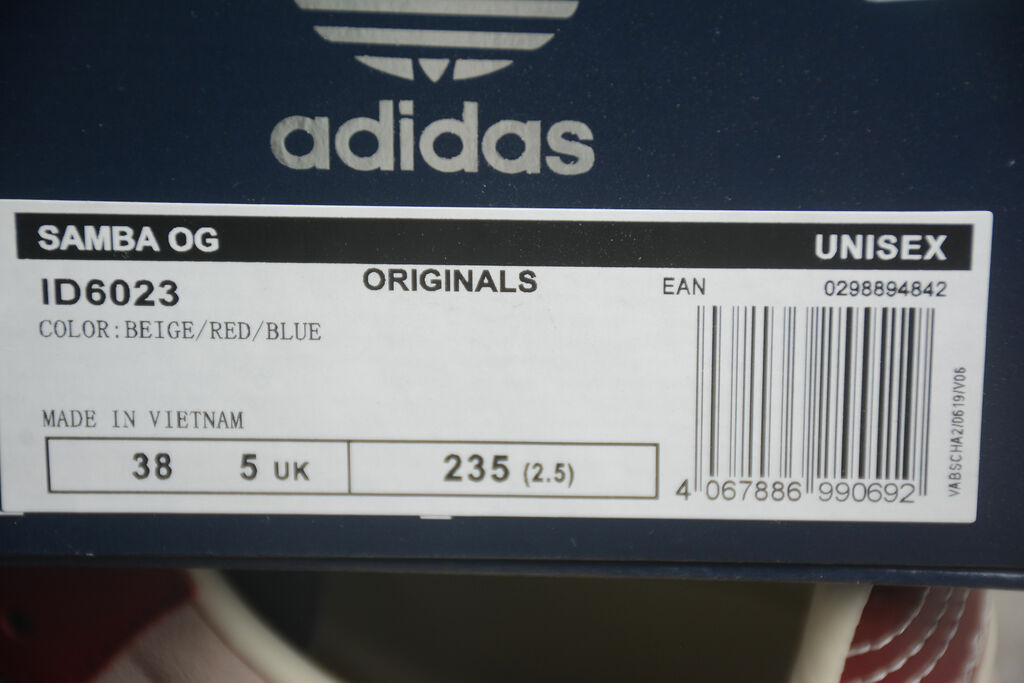 adidas
SAMBA OG UNISEX
ID6023 ORIGINALS EAN 0298894842
COLOR:BEIGE/RED/BLUE
MADE IN VIETNAM
38 5 UK 235 (2.5)
4 067886 990692
VABSCHA2/0619/V06